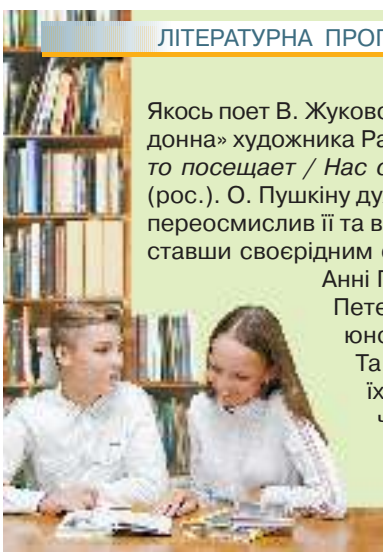 ЛІТЕРАТУРНА ПРОГ
Якось поет В. Жуковс
донна» художника Ра
то посещает / Нас с
(рос.). О. Пушкіну ду
переосмислив її та в
ставши своєрідним с
Анні П
Пете
юно
Та
їх
ч